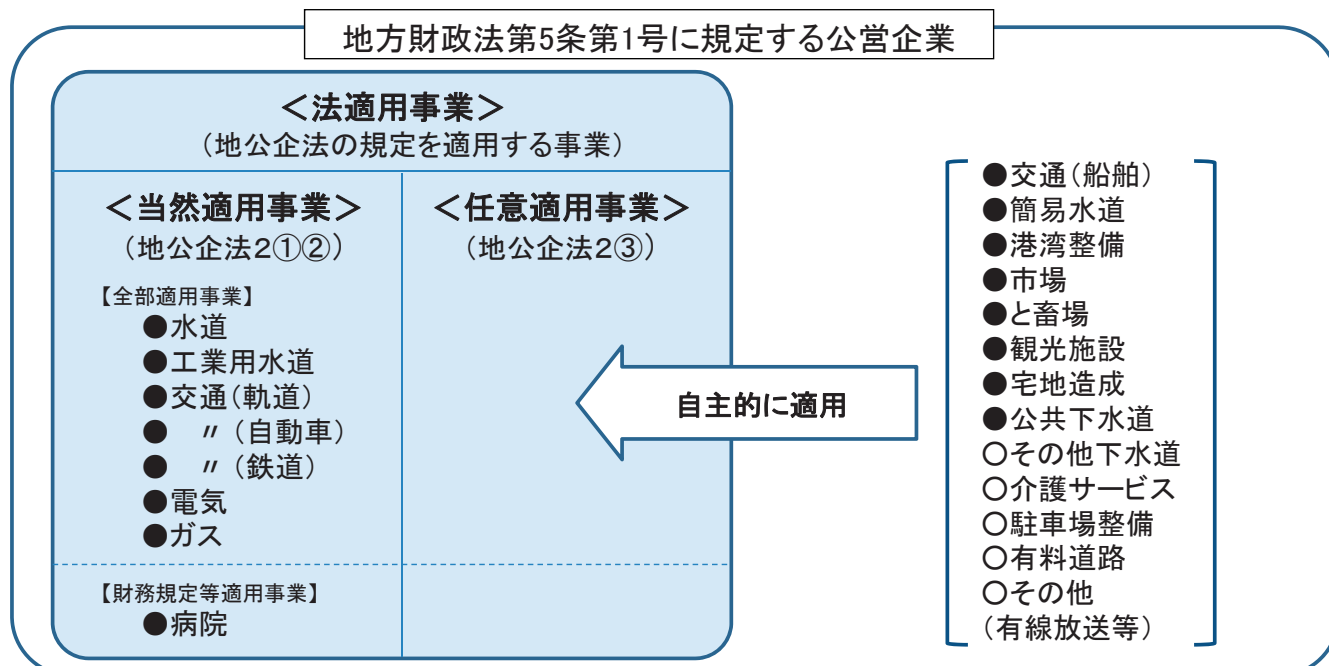 地方財政法第5条第1号に規定する公営企業
＜法適用事業＞
（地公企法の規定を適用する事業）
＜当然適用事業＞
（地公企法2①②）
【全部適用事業】
●水道
●工業用水道
●交通（軌道）
●　〃（自動車）
●　〃（鉄道）
●電気
●ガス
【財務規定等適用事業】
●病院
＜任意適用事業＞
（地公企法2③）
自主的に適用
●交通（船舶）
●簡易水道
●港湾整備
●市場
●と畜場
●観光施設
●宅地造成
●公共下水道
○その他下水道
○介護サービス
○駐車場整備
○有料道路
○その他
（有線放送等）